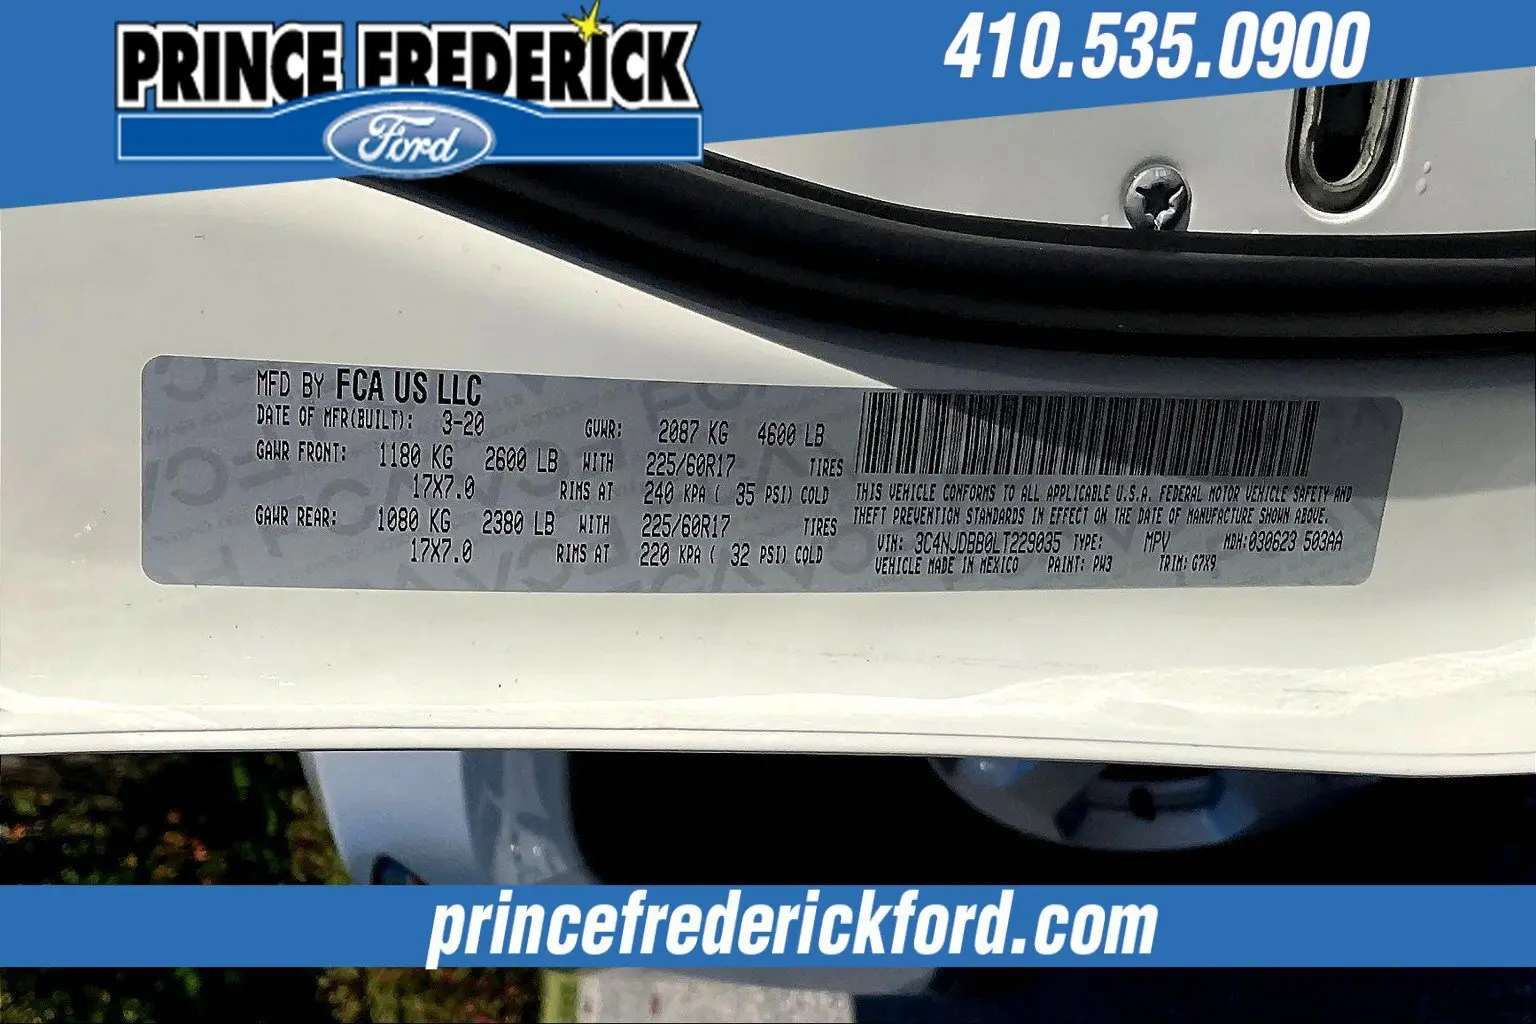 PRINCE FREDERICK
Ford
410.535.0900
MFD BY FCA US LLC
DATE OF MFR(BUILT): 3-20 GVWR: 2087 KG 4600 LB
GAWR FRONT: 1180 KG 2600 LB WITH 225/60R17 TIRES
17X7.0 RIMS AT 240 KPA ( 35 PSI) COLD
GAWR REAR: 1080 KG 2380 LB WITH 225/60R17 TIRES
17X7.0 RIMS AT 220 KPA ( 32 PSI) COLD
THIS VEHICLE CONFORMS TO ALL APPLICABLE U.S.A. FEDERAL MOTOR VEHICLE SAFETY AND
THEFT PREVENTION STANDARDS IN EFFECT ON THE DATE OF MANUFACTURE SHOWN ABOVE.
VIN: 3C4NJDBB0LT229035 TYPE: MPV MDH:030623 503AA
VEHICLE MADE IN MEXICO PAINT: PW3 TRIM: G7X9
princefrederickford.com